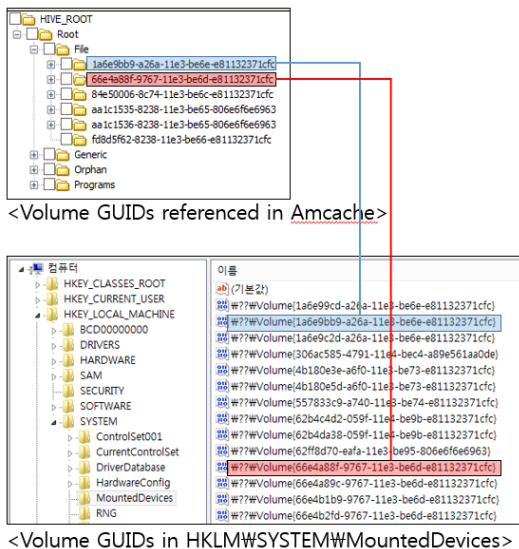 HIVE_ROOT
Root
File
1a6e9bb9-a26a-11e3-be6e-e81132371cfc
66e4a88f-9767-11e3-be6d-e81132371cfc
84e50006-8c74-11e3-be6c-e81132371cfc
aa1c1535-8238-11e3-be65-806e6f6e6963
aa1c1536-8238-11e3-be65-806e6f6e6963
fd8d5f62-8238-11e3-be66-e81132371cfc
Generic
Orphan
Programs
<Volume GUIDs referenced in Amcache>
컴퓨터
HKEY_CLASSES_ROOT
HKEY_CURRENT_USER
HKEY_LOCAL_MACHINE
BCD00000000
DRIVERS
HARDWARE
SAM
SECURITY
SOFTWARE
SYSTEM
ControlSet001
CurrentControlSet
DriverDatabase
HardwareConfig
MountedDevices
RNG
이름
(기본값)
₩??₩Volume{1a6e99cd-a26a-11e3-be6e-e81132371cfc}
₩??₩Volume{1a6e9bb9-a26a-11e3-be6e-e81132371cfc}
₩??₩Volume{1a6e9c2d-a26a-11e3-be6e-e81132371cfc}
₩??₩Volume{306ac585-4791-11e4-bec4-a89e561aa0de}
₩??₩Volume{4b180e3e-a6f0-11e3-be73-e81132371cfc}
₩??₩Volume{4b180e5d-a6f0-11e3-be73-e81132371cfc}
₩??₩Volume{557833c9-a740-11e3-be74-e81132371cfc}
₩??₩Volume{62b4c4d2-059f-11e4-be9b-e81132371cfc}
₩??₩Volume{62b4da38-059f-11e4-be9b-e81132371cfc}
₩??₩Volume{62ff8d70-eafa-11e3-be95-806e6f6e6963}
₩??₩Volume{66e4a88f-9767-11e3-be6d-e81132371cfc}
₩??₩Volume{66e4a89c-9767-11e3-be6d-e81132371cfc}
₩??₩Volume{66e4b1b9-9767-11e3-be6d-e81132371cfc}
₩??₩Volume{66e4b2fd-9767-11e3-be6d-e81132371cfc}
<Volume GUIDs in HKLM₩SYSTEM₩MountedDevices>